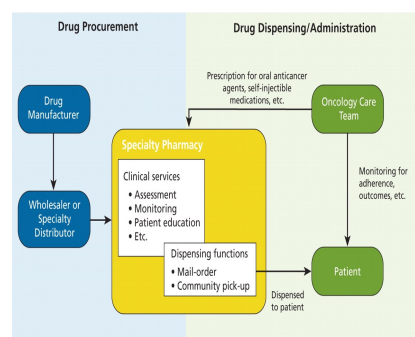 Drug Procurement
Drug Dispensing/Administration
Drug
Manufacturer
Prescription for oral anticancer
agents, self-injectible
medications, etc.
Oncology Care
Team
Specialty Pharmacy
Clinical services
• Assessment
• Monitoring
• Patient education
• Etc.
Monitoring for
adherence,
outcomes, etc.
Wholesaler or
Specialty
Distributor
Dispensing functions
• Mail-order
• Community pick-up
Dispensed
to patient
Patient